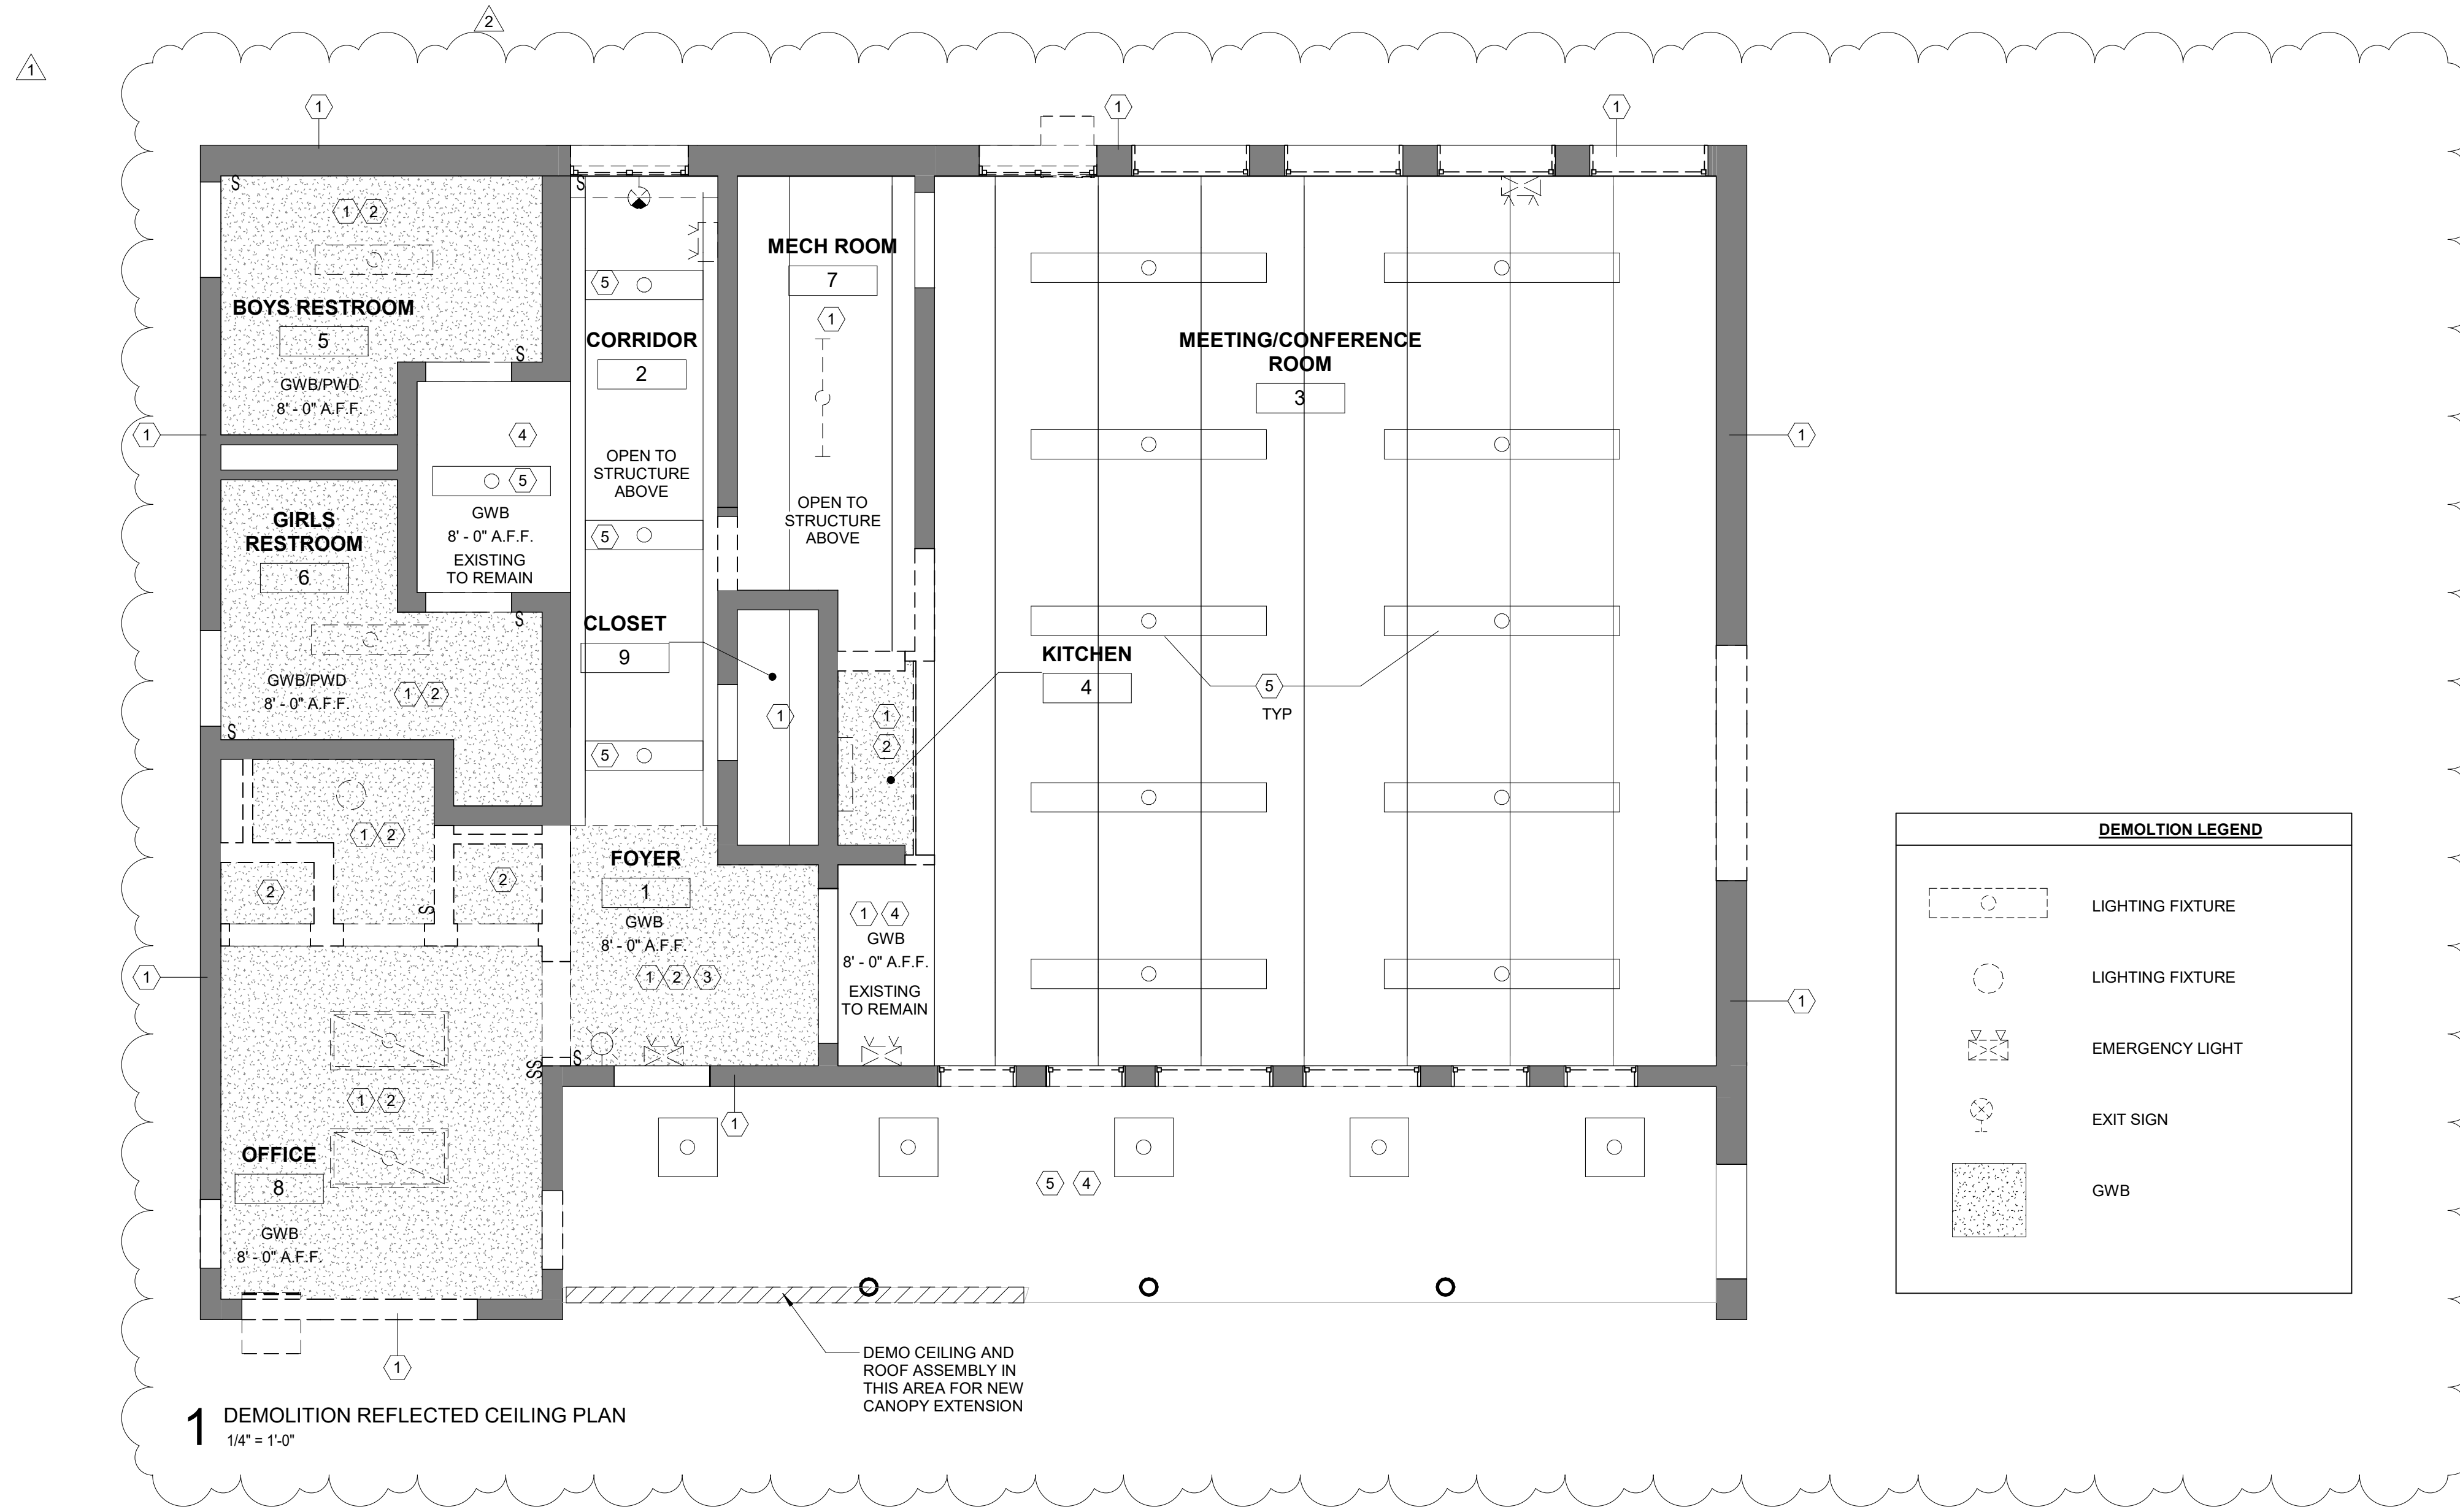 2
1
1
1
1
S
S
1 2
BOYS RESTROOM
5
GWB/PWD
8' - 0" A.F.F.
S
1
5
CORRIDOR
2
OPEN TO
STRUCTURE
ABOVE
5
MECH ROOM
7
1
OPEN TO
STRUCTURE
ABOVE
MEETING/CONFERENCE
ROOM
3
1
4
5
GWB
8' - 0" A.F.F.
EXISTING
TO REMAIN
GIRLS
RESTROOM
6
S
GWB/PWD
8' - 0" A.F.F.
1 2
S
CLOSET
9
1
5
KITCHEN
4
1
2
5
TYP
1 2
2
2
S
FOYER
1
GWB
8' - 0" A.F.F.
1 2 3
1 4
GWB
8' - 0" A.F.F.
EXISTING
TO REMAIN
1
1
S
SS
1 2
1
OFFICE
8
GWB
8' - 0" A.F.F.
5 4
1
DEMO CEILING AND
ROOF ASSEMBLY IN
THIS AREA FOR NEW
CANOPY EXTENSION
DEMOLTION LEGEND
LIGHTING FIXTURE
LIGHTING FIXTURE
EMERGENCY LIGHT
EXIT SIGN
GWB
1 DEMOLITION REFLECTED CEILING PLAN
1/4" = 1'-0"